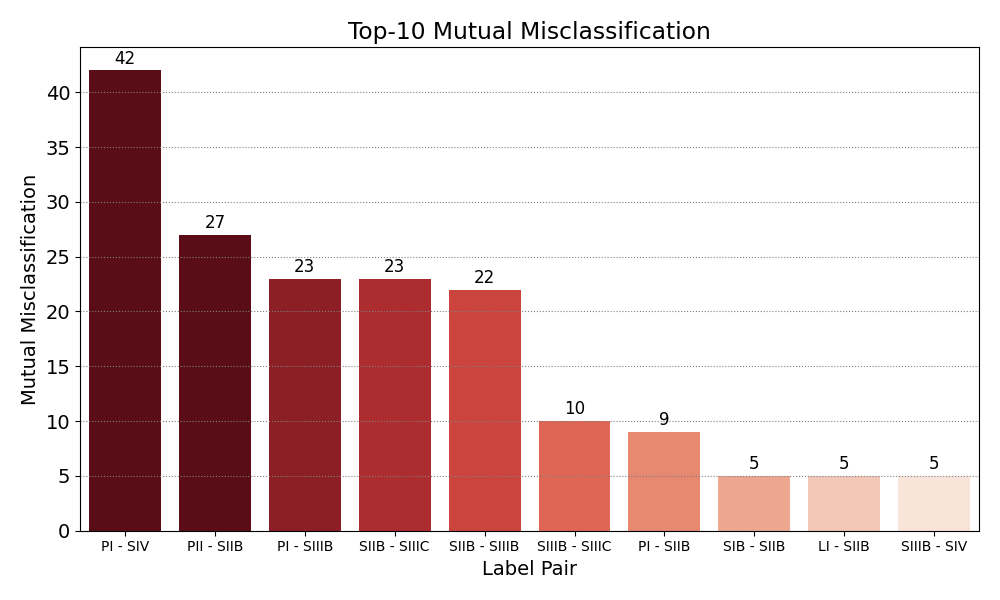 Top-10 Mutual Misclassification
42
27
23
23
22
10
9
5
5
5
40
35
30
25
20
15
10
5
0
Mutual Misclassification
PI - SIV
PII - SIIB
PI - SIIIB
SIIB - SIIIC
SIIB - SIIIB
SIIIB - SIIIC
PI - SIIB
SIB - SIIB
LI - SIIB
SIIIB - SIV
Label Pair